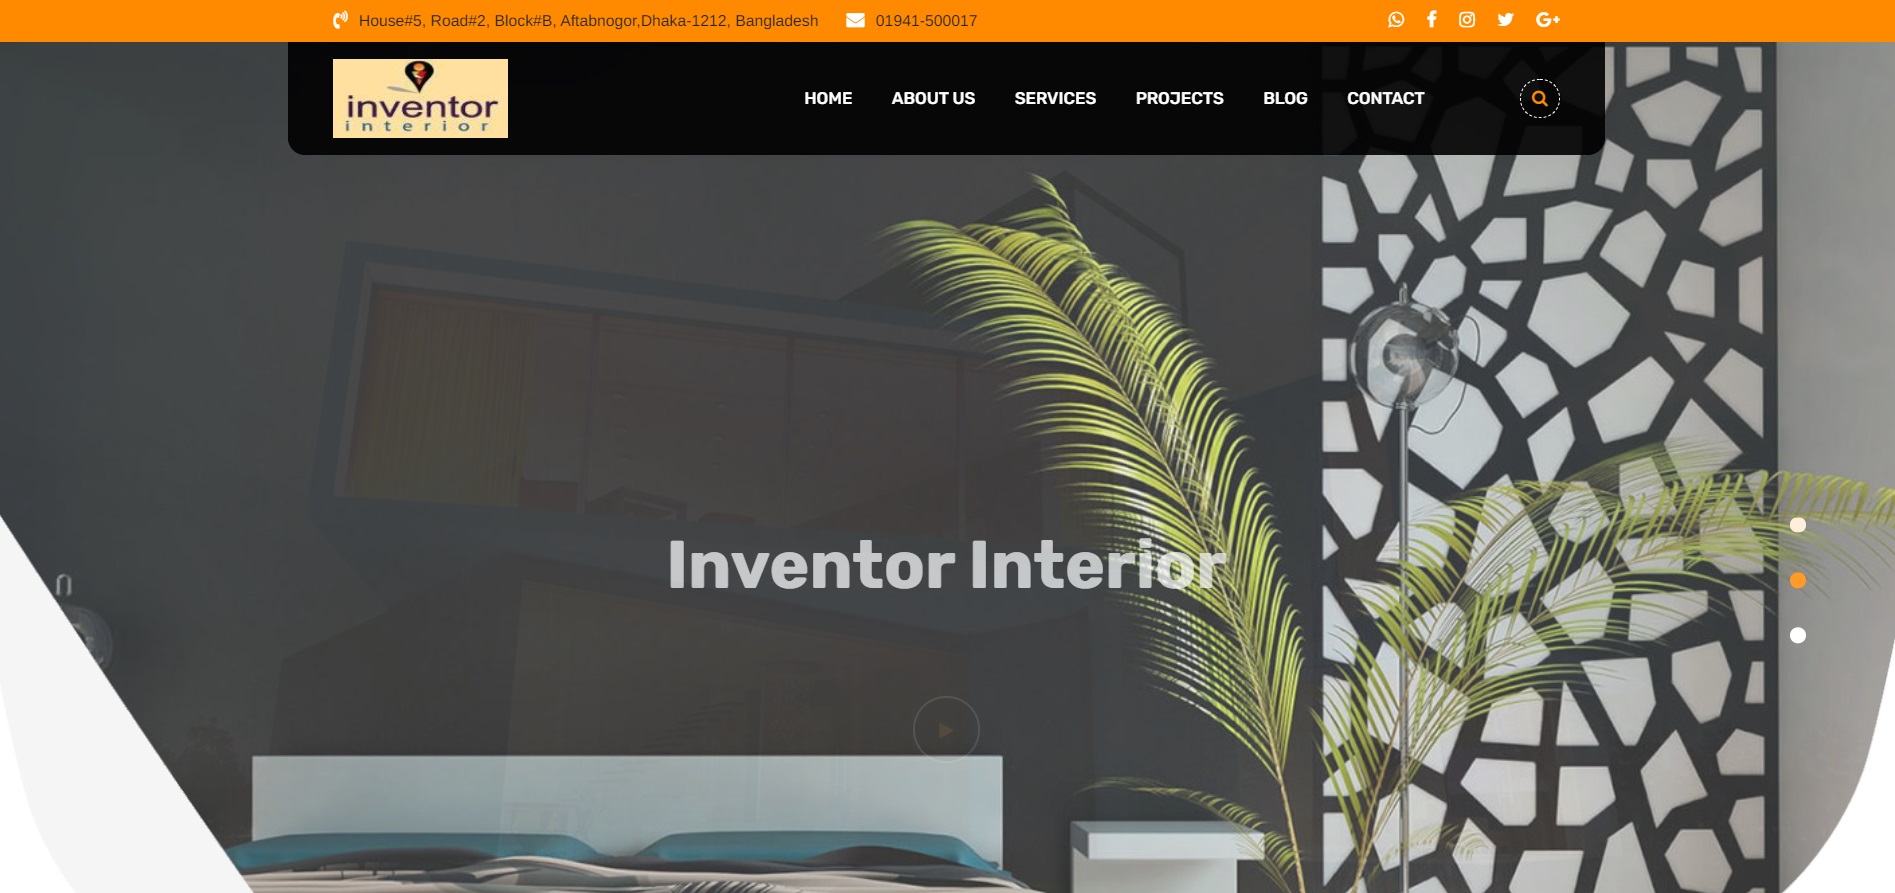 House#5, Road#2, Block#B, Aftabnogor,Dhaka-1212, Bangladesh 01941-500017 G+
inventor
interior
HOME ABOUT US SERVICES PROJECTS BLOG CONTACT
Inventor Interior